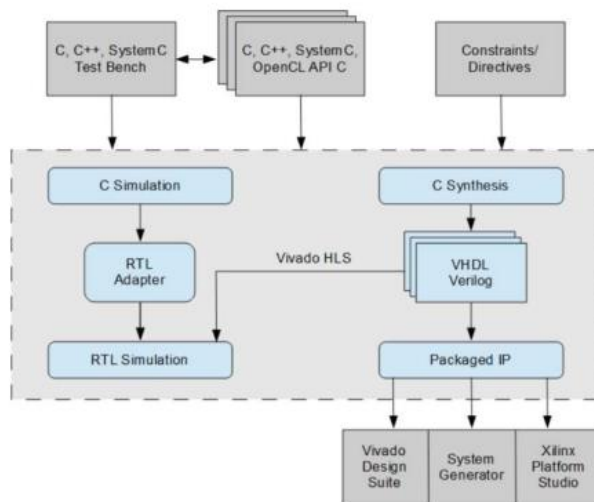 C, C++, SystemC
Test Bench
C, C++, SystemC,
OpenCL API C
Constraints/
Directives
C Simulation
C Synthesis
RTL
Adapter
Vivado HLS
VHDL
Verilog
RTL Simulation
Packaged IP
Vivado
Design
Suite
System
Generator
Xilinx
Platform
Studio